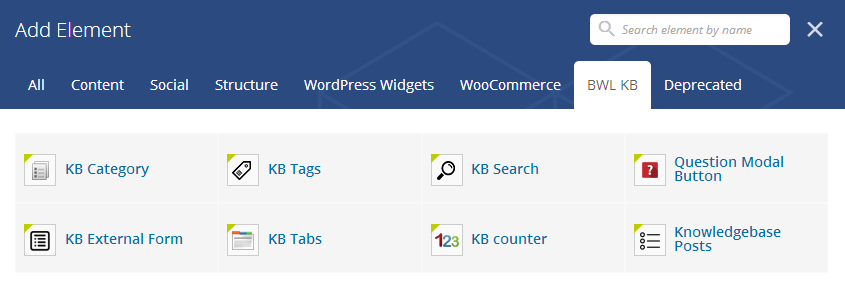 Add Element
Search element by name
All Content Social Structure WordPress Widgets WooCommerce BWL KB Deprecated
KB Category KB Tags KB Search Question Modal
Button
?
KB External Form KB Tabs 123 KB counter Knowledgebase
Posts